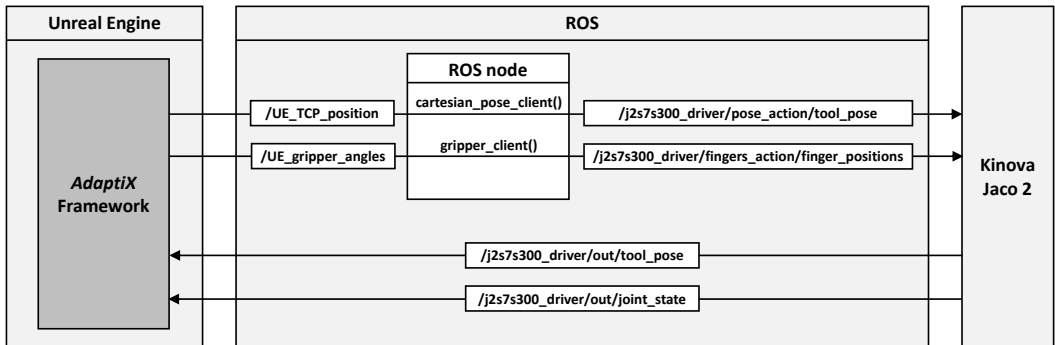 Unreal Engine
ROS
AdaptiX
Framework
ROS node
/UE_TCP_position
cartesian_pose_client()
/j2s7s300_driver/pose_action/tool_pose
/UE_gripper_angles
gripper_client()
/j2s7s300_driver/fingers_action/finger_positions
/j2s7s300_driver/out/tool_pose
/j2s7s300_driver/out/joint_state
Kinova
Jaco 2